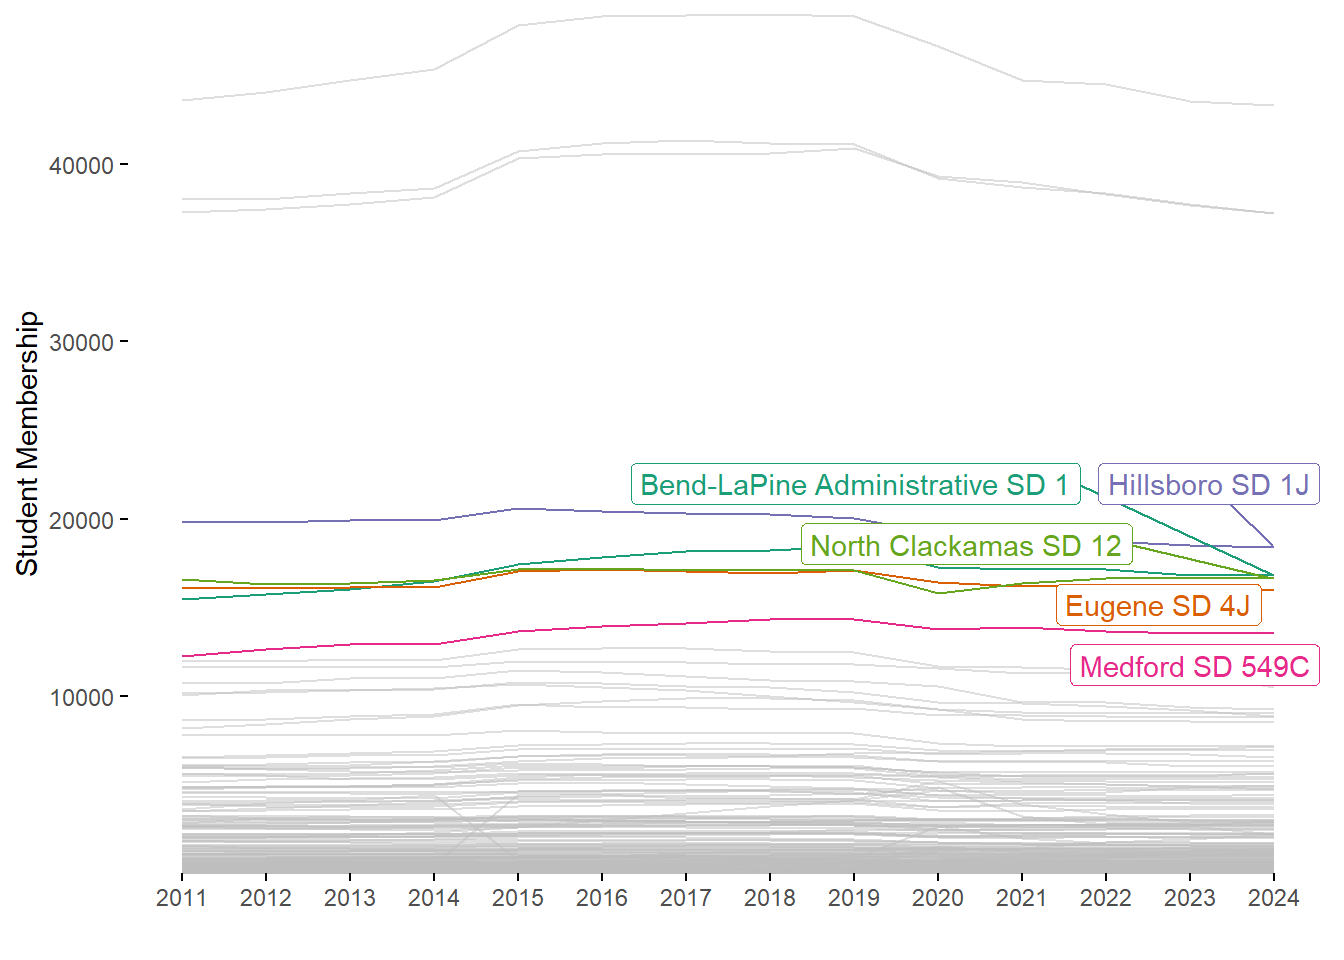 40000
30000
20000
10000
Student Membership
Bend-LaPine Administrative SD 1
Hillsboro SD 1J
North Clackamas SD 12
Eugene SD 4J
Medford SD 549C
2011 2012 2013 2014 2015 2016 2017 2018 2019 2020 2021 2022 2023 2024